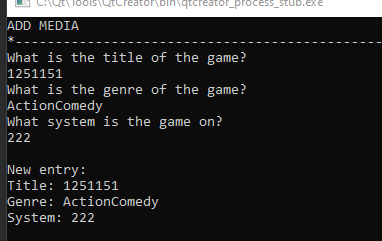 C:\Qt\Tools\QtCreator\bin\qtcreator_process_stub.exe
ADD MEDIA
*-----------------------------------------------
What is the title of the game?
1251151
What is the genre of the game?
ActionComedy
What system is the game on?
222
New entry:
Title: 1251151
Genre: ActionComedy
System: 222